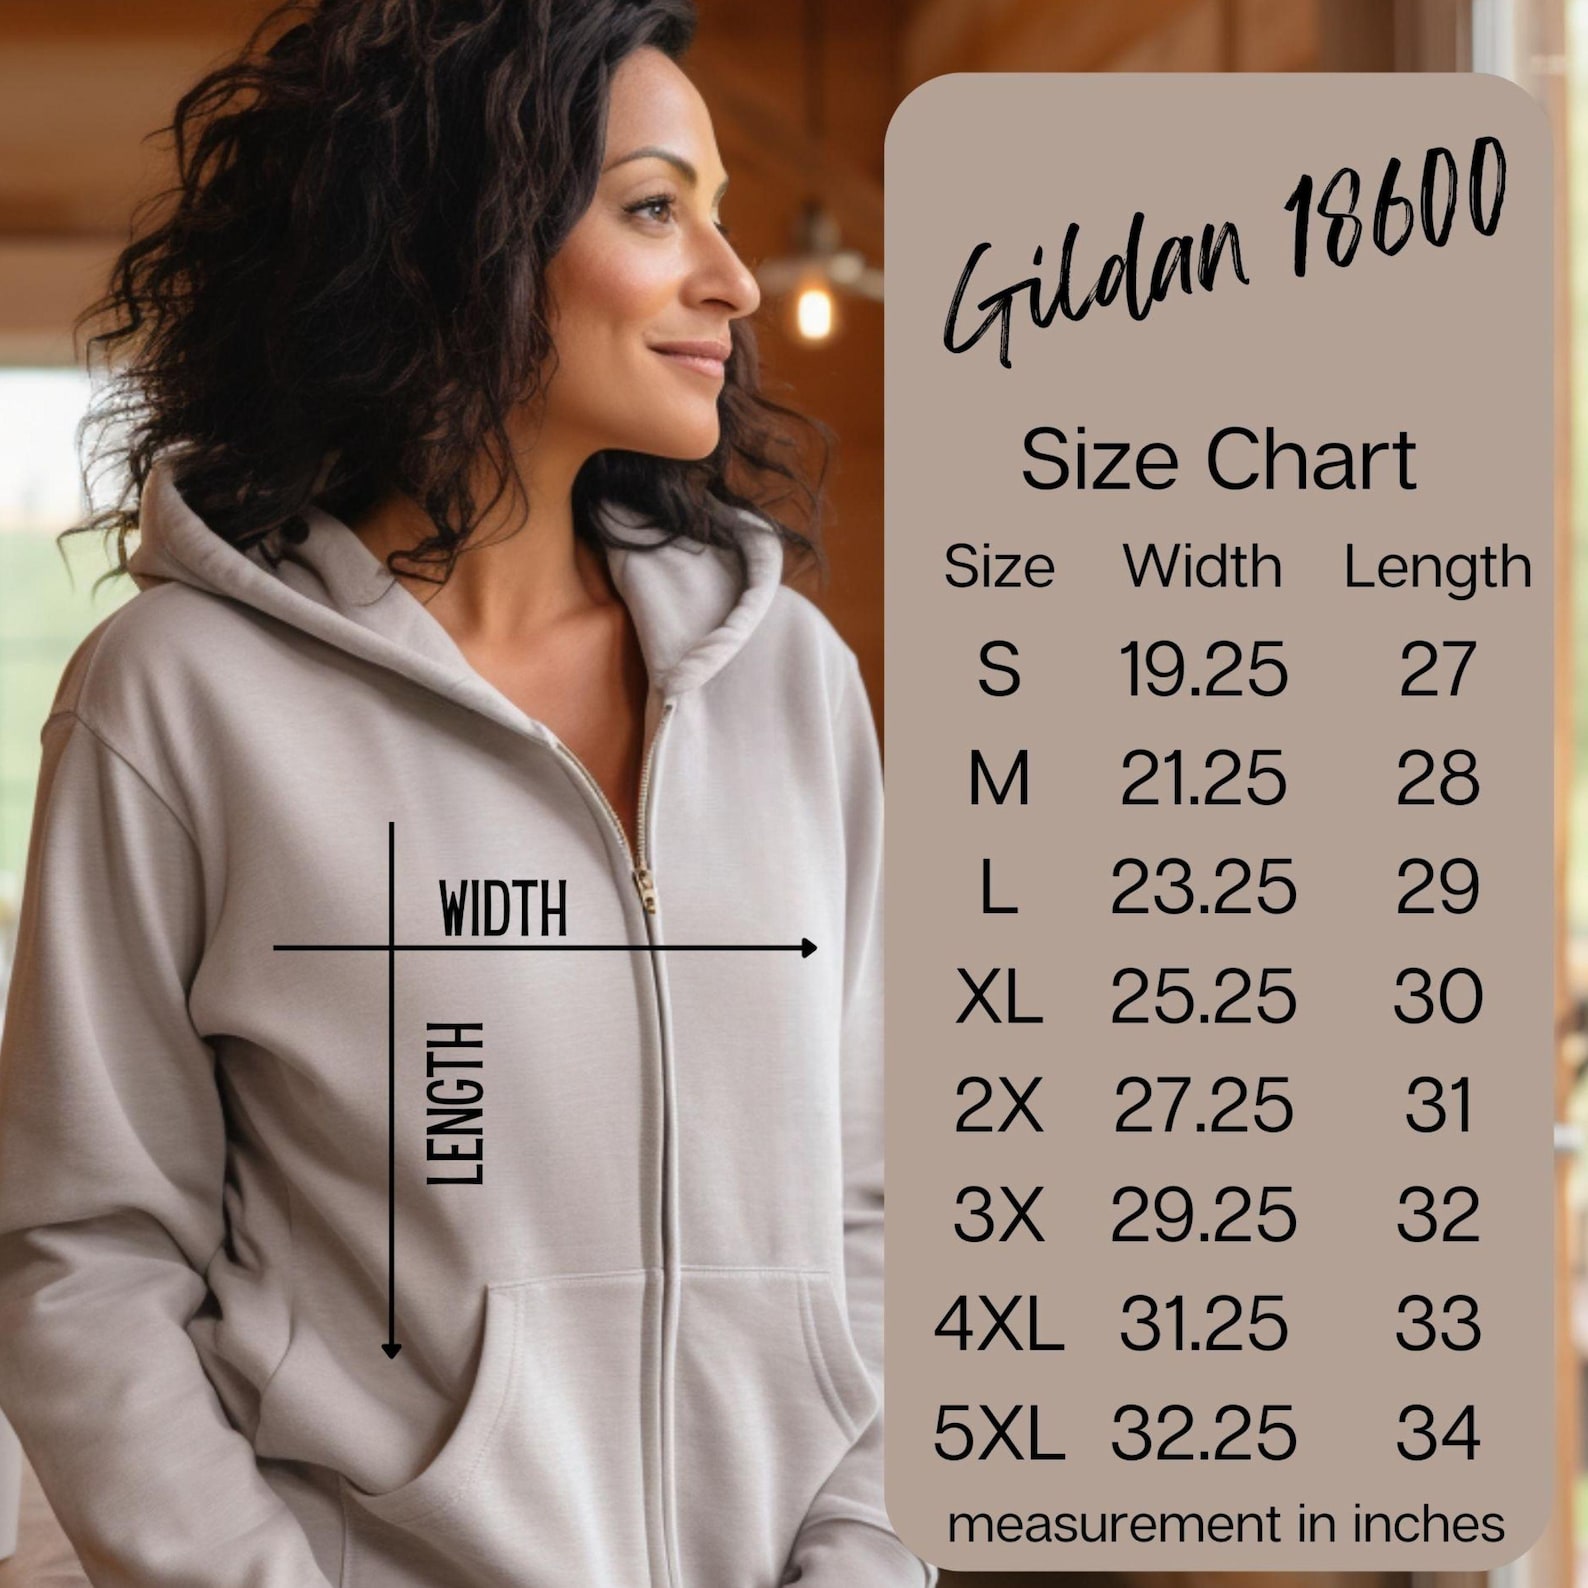 Gildan 18600
Size Chart
Size Width Length
S 19.25 27
M 21.25 28
L 23.25 29
XL 25.25 30
2X 27.25 31
3X 29.25 32
4XL 31.25 33
5XL 32.25 34
measurement in inches
WIDTH
LENGTH